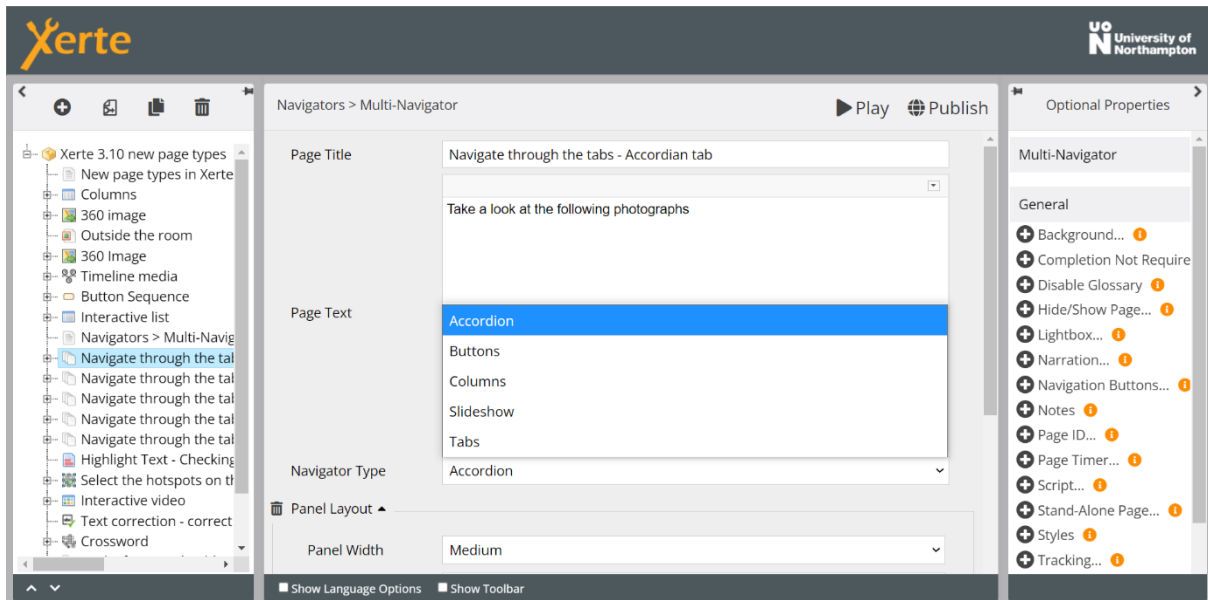 Xerte
UON University of Northampton
Xerte 3.10 new page types
New page types in Xerte
Columns
360 image
Outside the room
360 Image
Timeline media
Button Sequence
Interactive list
Navigators > Multi-Navig
Navigate through the tal
Navigate through the tal
Navigate through the tal
Navigate through the tal
Navigate through the tal
Highlight Text - Checking
Select the hotspots on th
Interactive video
Text correction - correct
Crossword
Navigators > Multi-Navigator
Play
Publish
Page Title
Navigate through the tabs - Accordian tab
Take a look at the following photographs
Page Text
Accordion
Buttons
Columns
Slideshow
Tabs
Navigator Type
Accordion
Panel Layout
Panel Width
Medium
Show Language Options
Show Toolbar
Optional Properties
Multi-Navigator
General
Background...
Completion Not Require
Disable Glossary
Hide/Show Page...
Lightbox...
Narration...
Navigation Buttons...
Notes
Page ID...
Page Timer...
Script...
Stand-Alone Page...
Styles
Tracking...